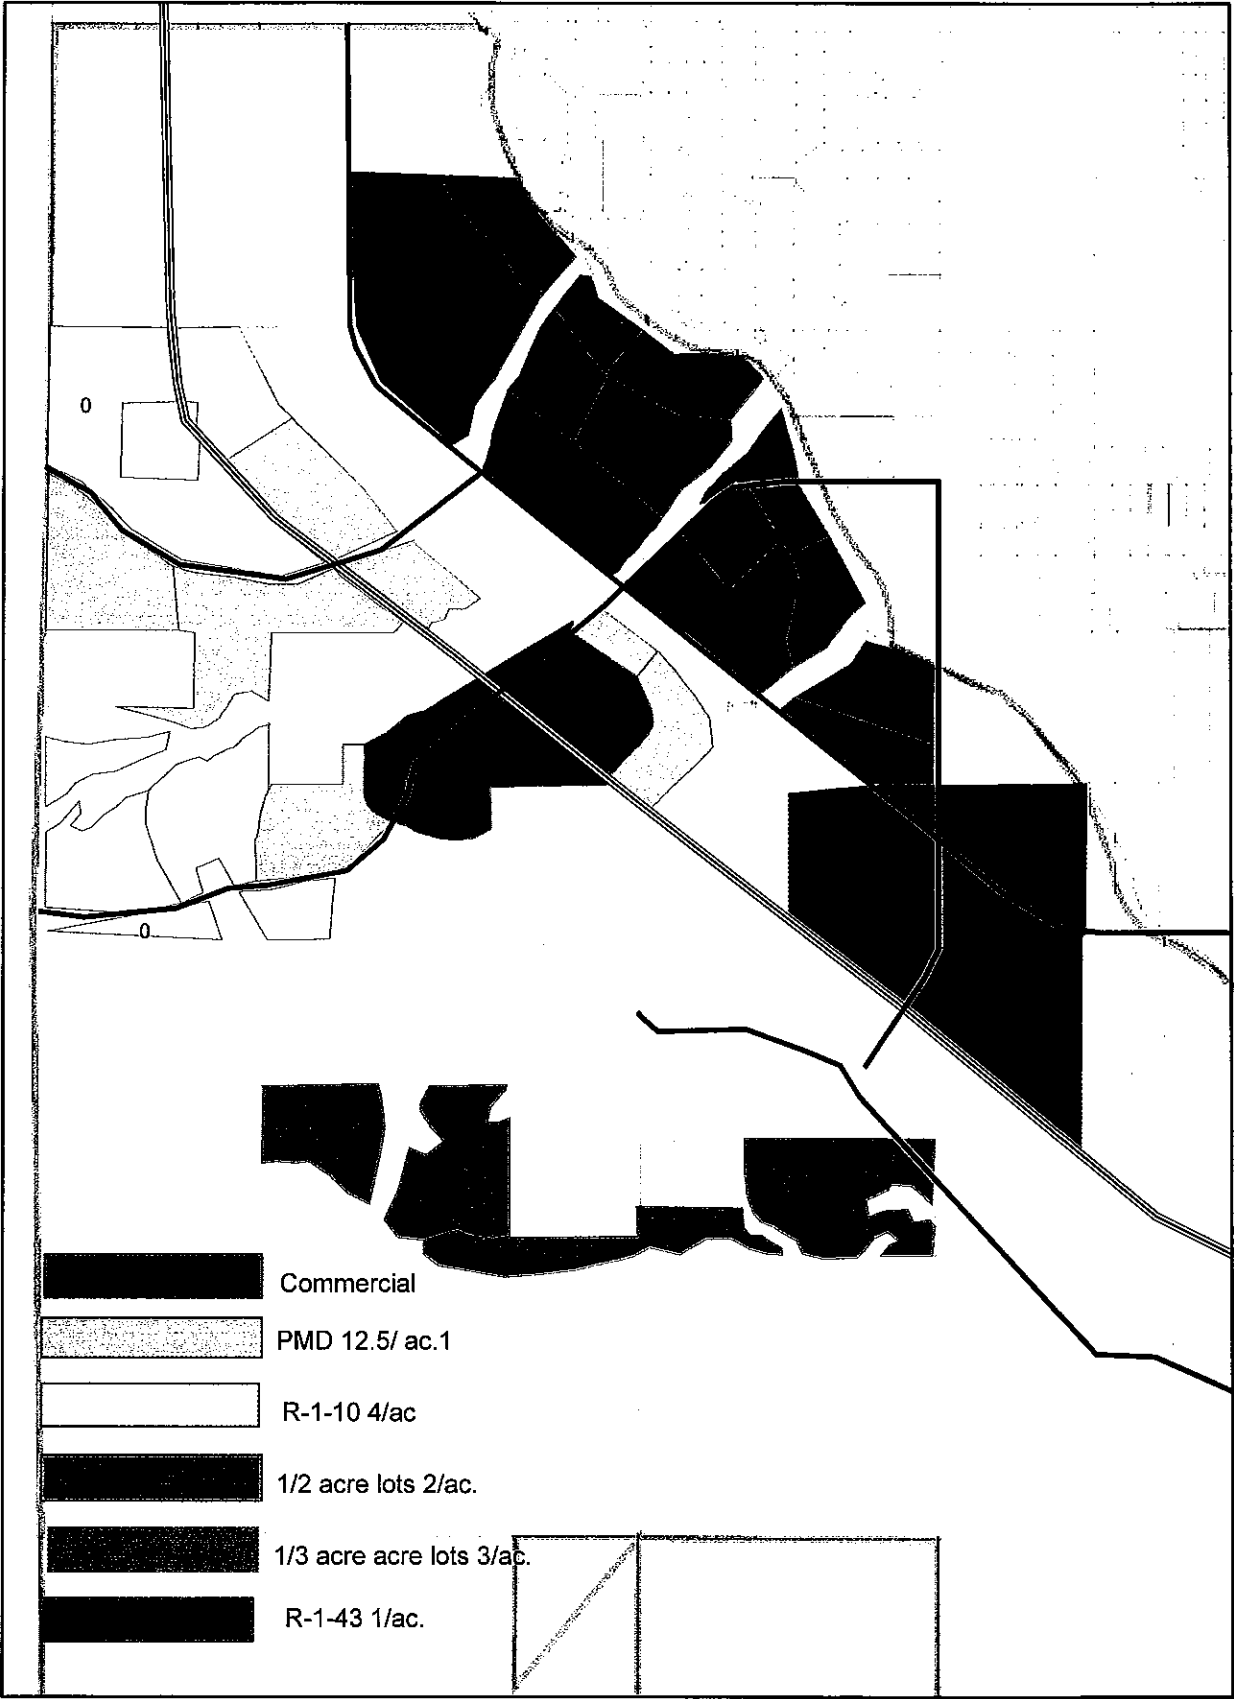 0
0
Commercial
PMD 12.5/ ac.1
R-1-10 4/ac
1/2 acre lots 2/ac.
1/3 acre acre lots 3/ac.
R-1-43 1/ac.